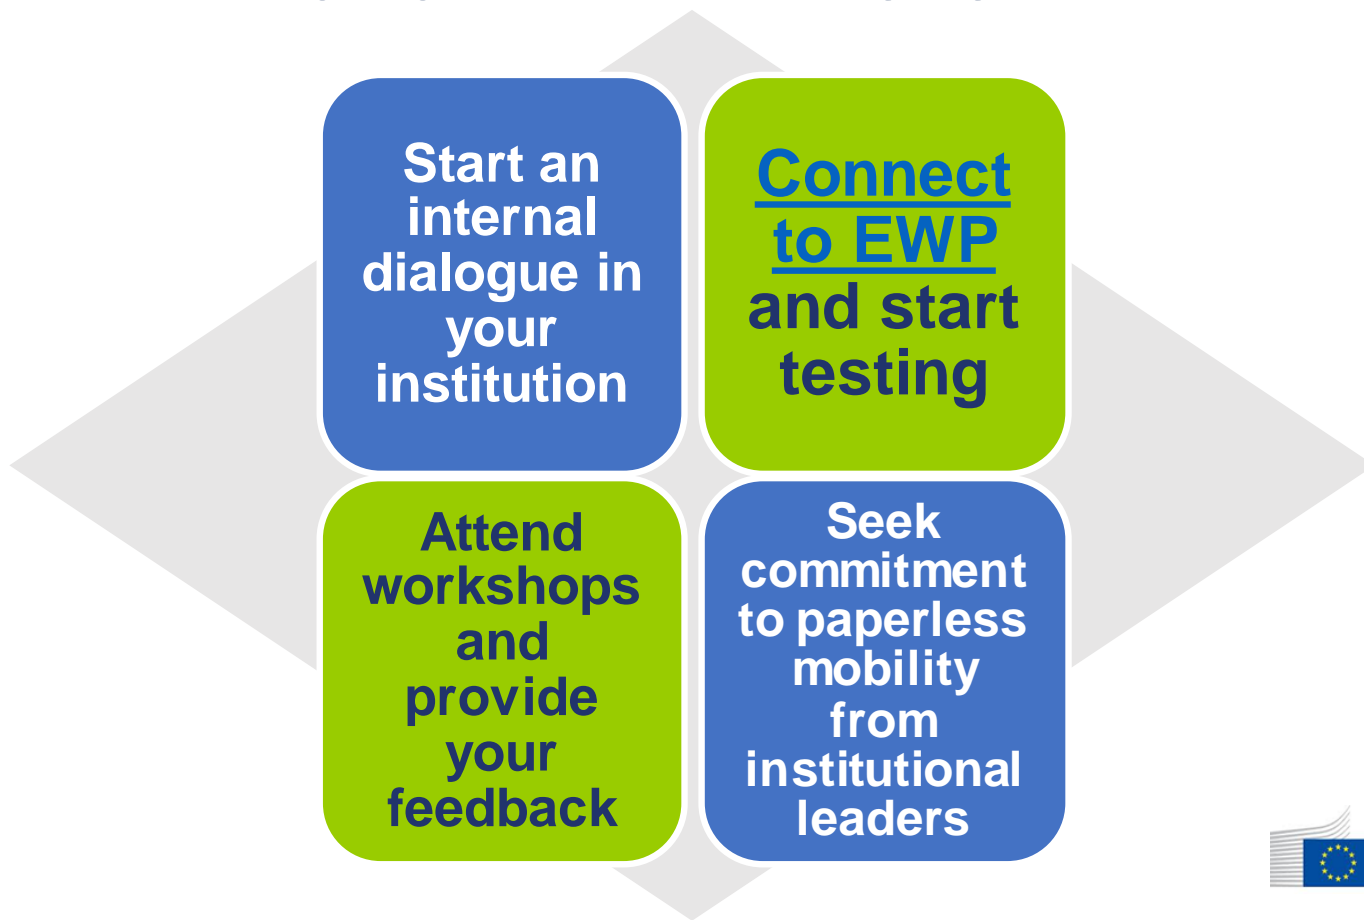 Start an
internal
dialogue in
your
institution
Connect
to EWP
and start
testing
Attend
workshops
and
provide
your
feedback
Seek
commitment
to paperless
mobility
from
institutional
leaders